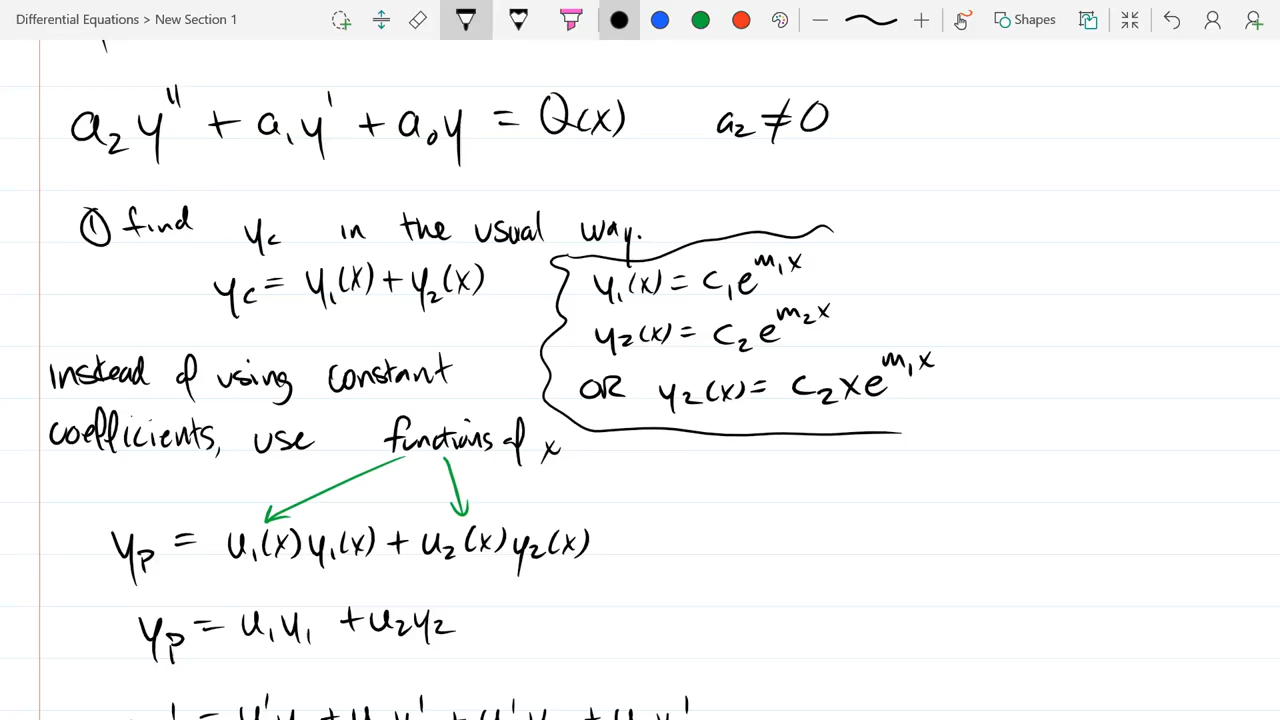 Differential Equations > New Section 1
Shapes
a₂y'' + a₁y' + a₀y = Q(x) a₂ ≠ 0
① find yc in the usual way.
yc = y₁(x) + y₂(x)
y₁(x) = c₁e^{m₁x}
y₂(x) = c₂e^{m₂x}
OR y₂(x) = c₂xe^{m₁x}
instead of using constant
coefficients, use functions of x
yp = u₁(x)y₁(x) + u₂(x)y₂(x)
yp = u₁y₁ + u₂y₂